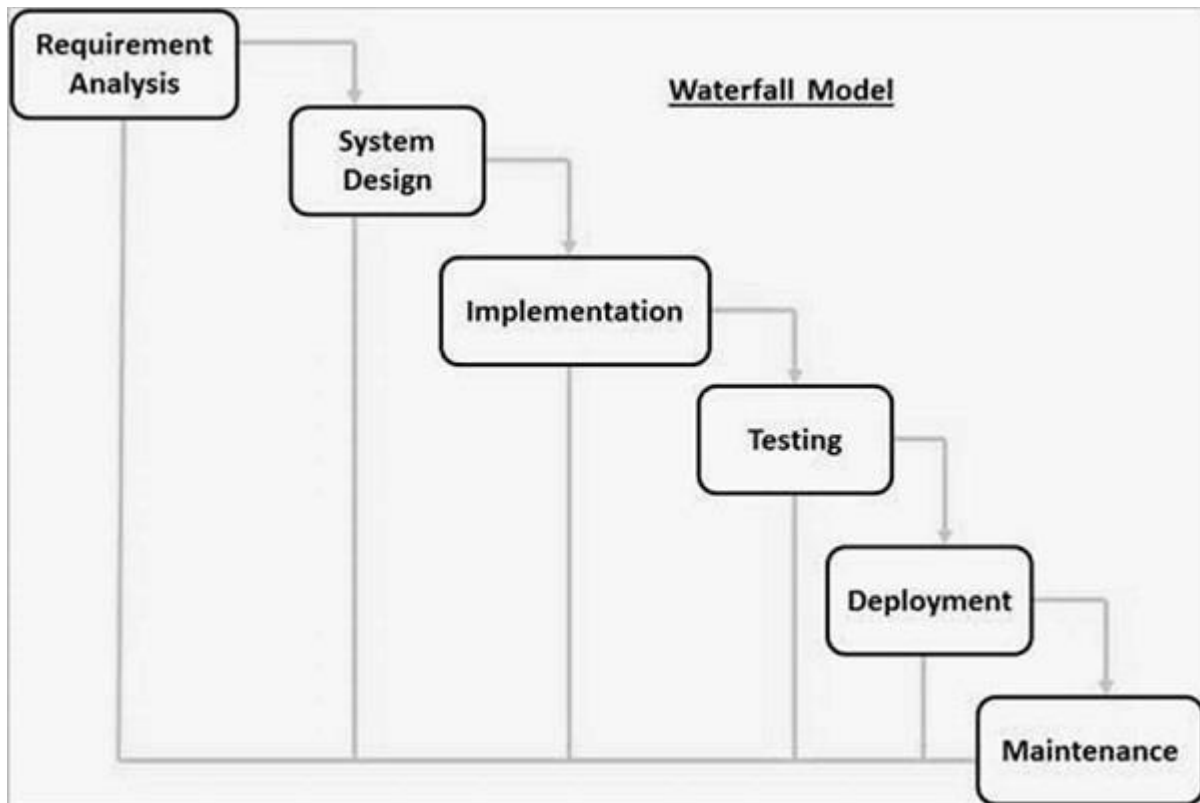 Requirement
Analysis
Waterfall Model
System
Design
Implementation
Testing
Deployment
Maintenance